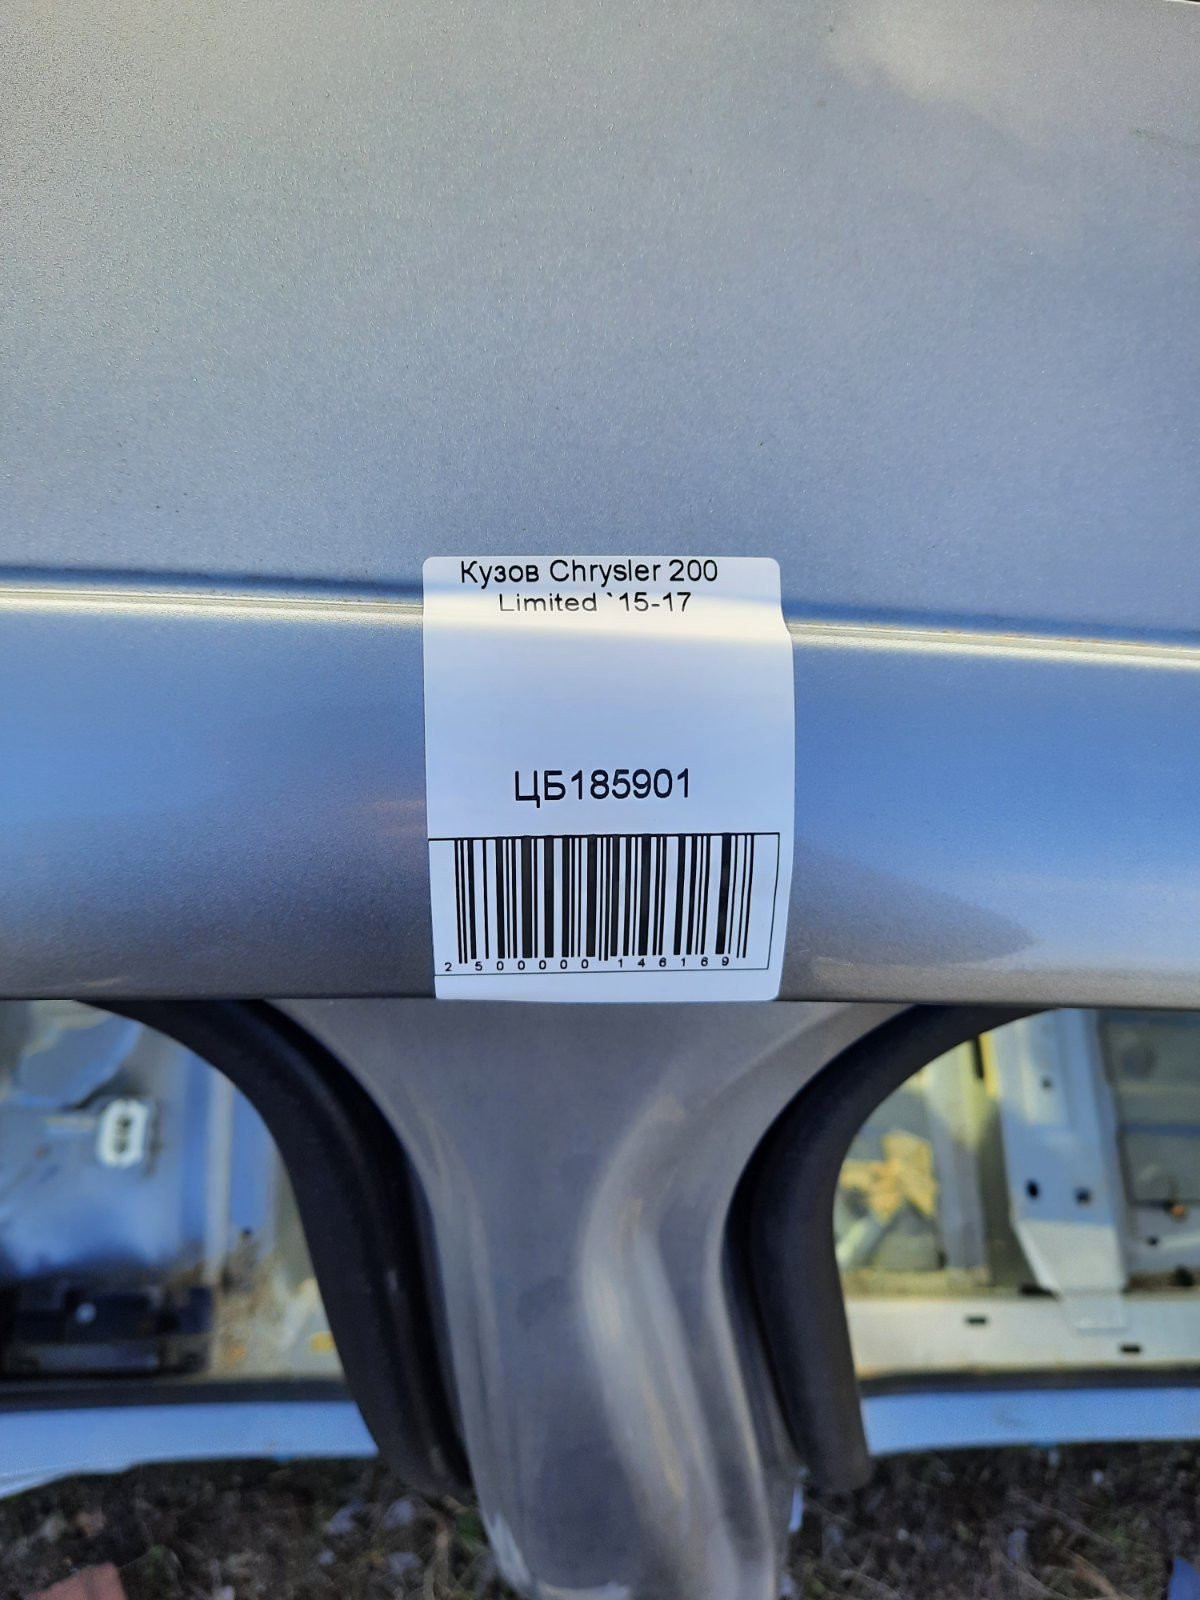 Кузов Chrysler 200
Limited `15-17
ЦБ185901
2500000146169